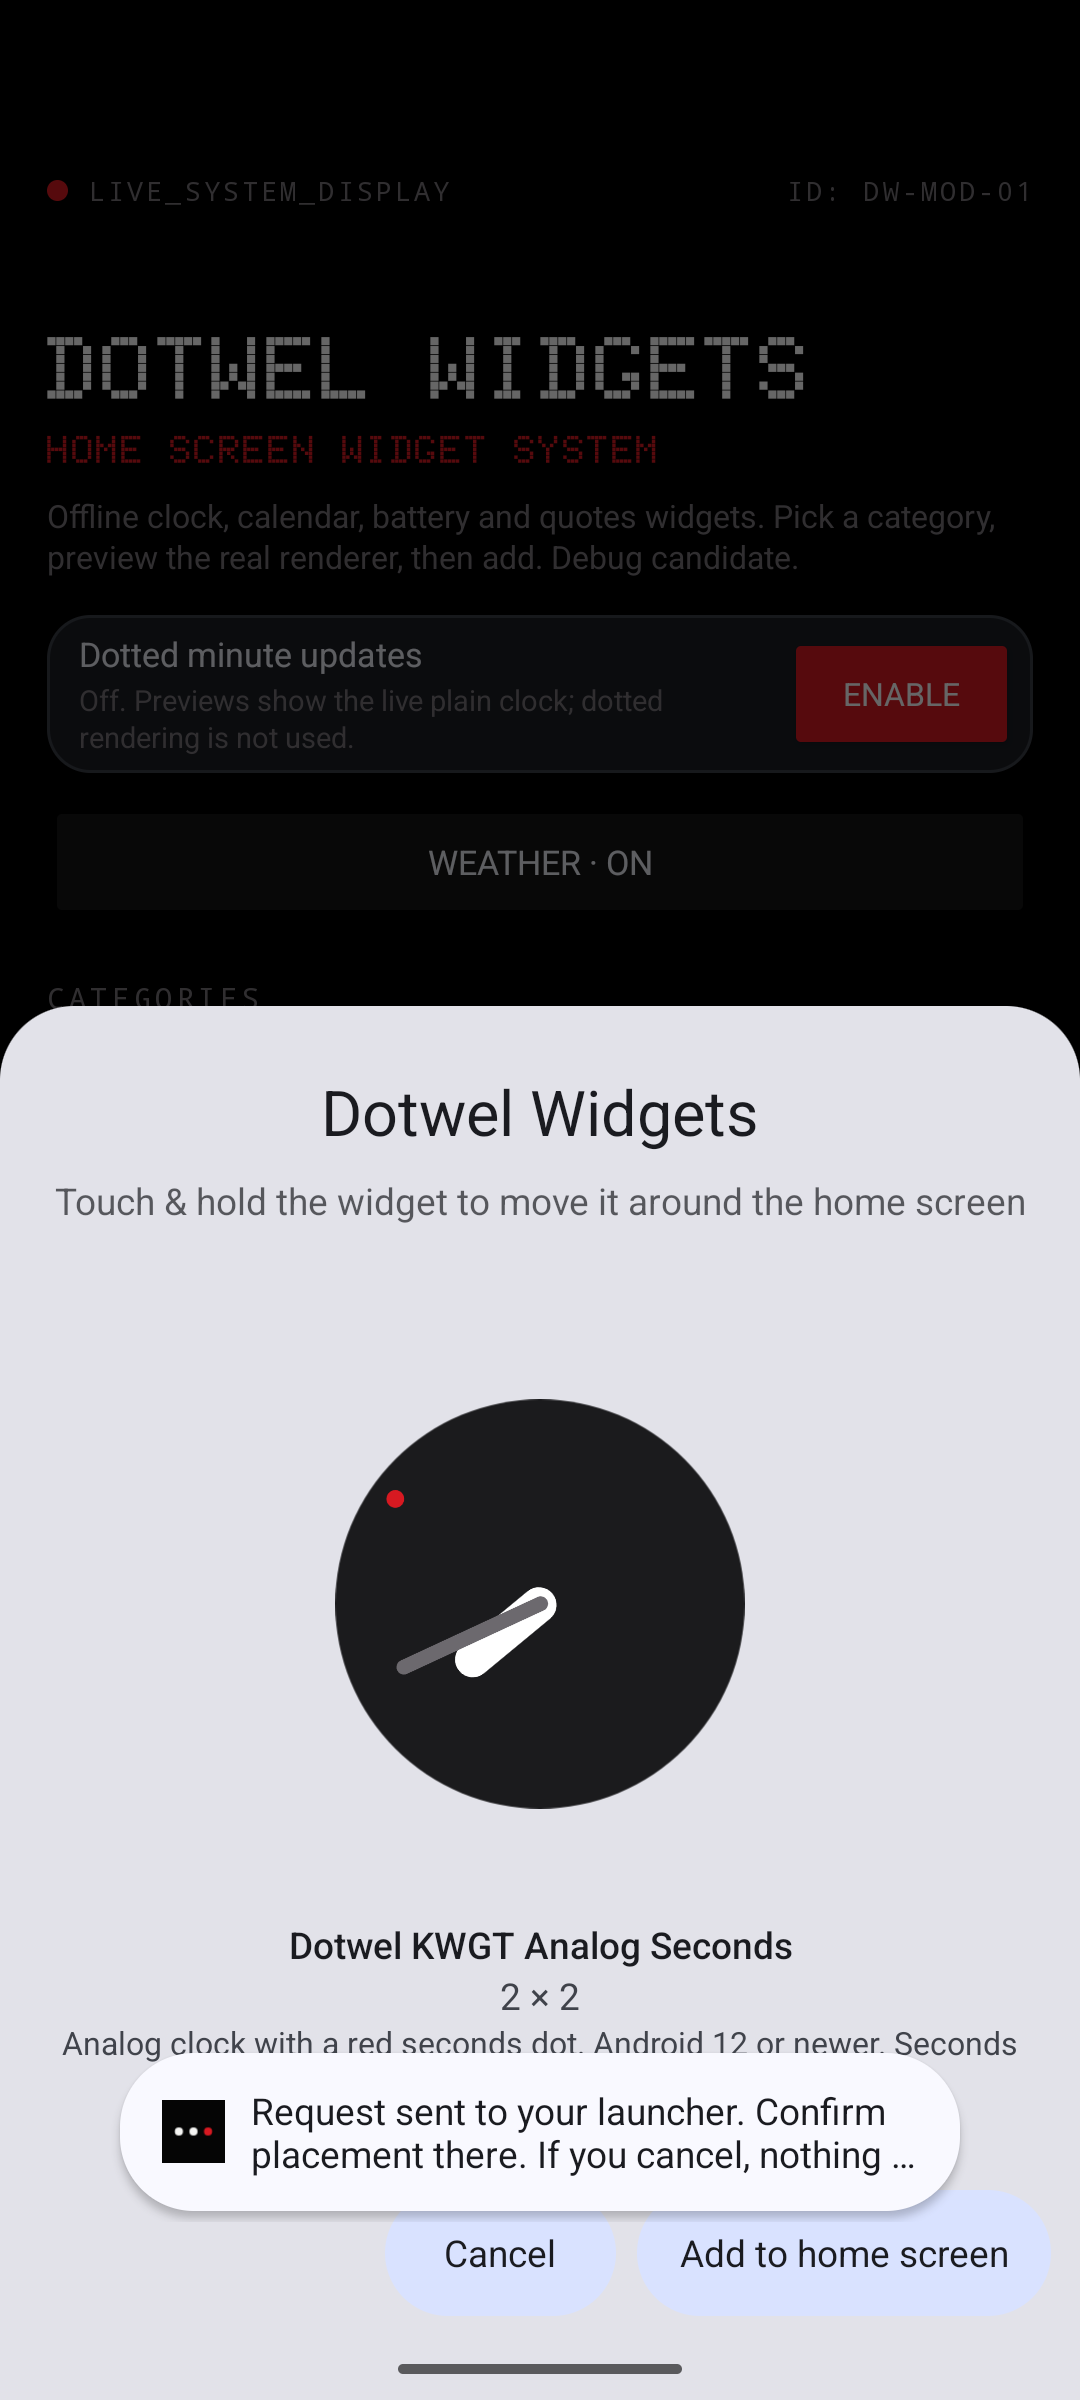 LIVE_SYSTEM_DISPLAY
ID: DW-MOD-01
DOTWEL WIDGETS
HOME SCREEN WIDGET SYSTEM
Offline clock, calendar, battery and quotes widgets. Pick a category,
preview the real renderer, then add. Debug candidate.
Dotted minute updates
Off. Previews show the live plain clock; dotted
rendering is not used.
ENABLE
WEATHER · ON
CATEGORIES
Dotwel Widgets
Touch & hold the widget to move it around the home screen
Dotwel KWGT Analog Seconds
2 × 2
Analog clock with a red seconds dot. Android 12 or newer. Seconds
Request sent to your launcher. Confirm
placement there. If you cancel, nothing ...
Cancel
Add to home screen